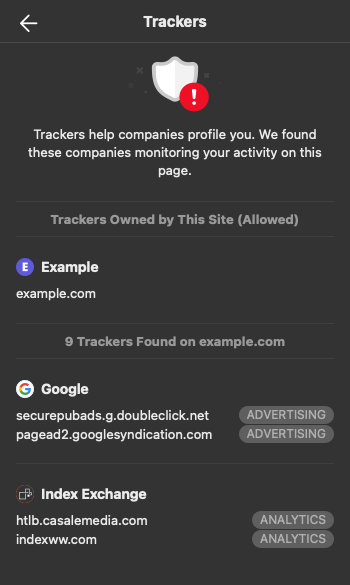 Trackers
Trackers help companies profile you. We found
these companies monitoring your activity on this
page.
Trackers Owned by This Site (Allowed)
E Example
example.com
9 Trackers Found on example.com
G Google
securepubads.g.doubleclick.net ADVERTISING
pagead2.googlesyndication.com ADVERTISING
Index Exchange
htlb.casalemedia.com ANALYTICS
indexww.com ANALYTICS